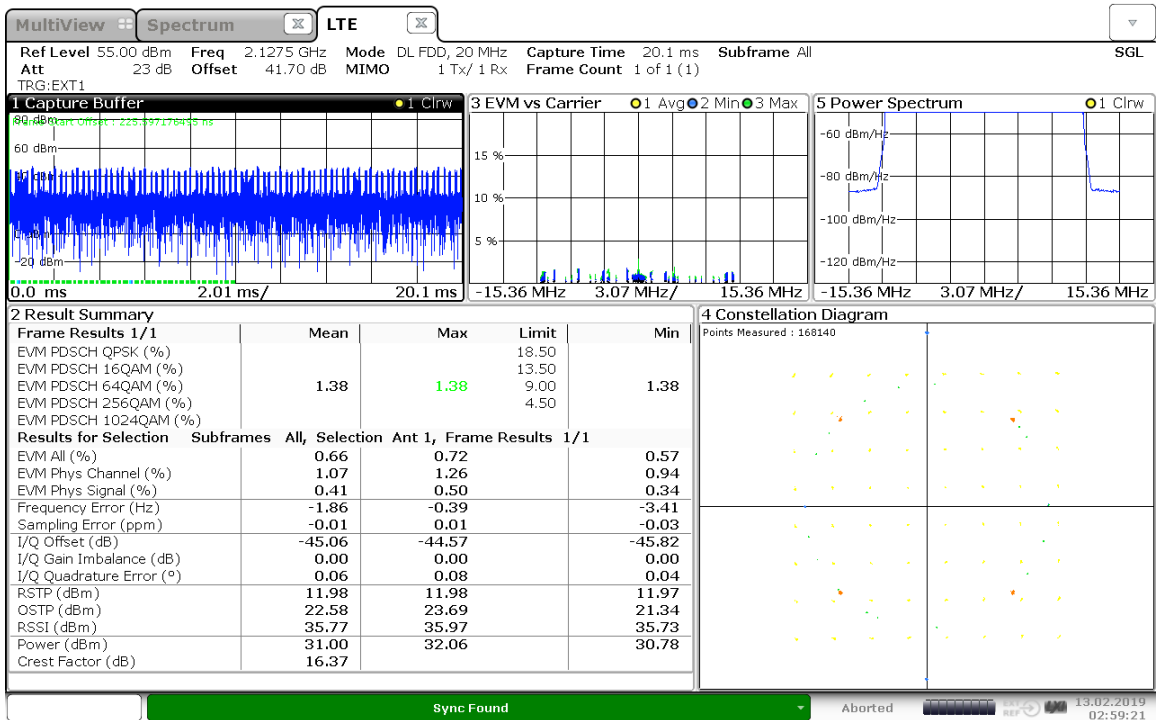 MultiView Spectrum X LTE X
Ref Level 55.00 dBm Freq 2.1275 GHz Mode DL FDD, 20 MHz Capture Time 20.1 ms Subframe All SGL
Att 23 dB Offset 41.70 dB MIMO 1 Tx/ 1 Rx Frame Count 1 of 1 (1)
TRG:EXT1
1 Capture Buffer 1 Clrw
80 dBm
Frame Start Offset : 225.597176495 ns
60 dBm
-20 dBm
0.0 ms 2.01 ms/ 20.1 ms
3 EVM vs Carrier 1 Avg 2 Min 3 Max
15 %
10 %
5 %
-15.36 MHz 3.07 MHz/ 15.36 MHz
5 Power Spectrum 1 Clrw
-60 dBm/Hz
-80 dBm/Hz
-100 dBm/Hz
-120 dBm/Hz
-15.36 MHz 3.07 MHz/ 15.36 MHz
2 Result Summary
Frame Results 1/1 Mean Max Limit Min
EVM PDSCH QPSK (%) 18.50
EVM PDSCH 16QAM (%) 13.50
EVM PDSCH 64QAM (%) 1.38 1.38 9.00 1.38
EVM PDSCH 256QAM (%) 4.50
EVM PDSCH 1024QAM (%)
Results for Selection Subframes All, Selection Ant 1, Frame Results 1/1
EVM All (%) 0.66 0.72 0.57
EVM Phys Channel (%) 1.07 1.26 0.94
EVM Phys Signal (%) 0.41 0.50 0.34
Frequency Error (Hz) -1.86 -0.39 -3.41
Sampling Error (ppm) -0.01 0.01 -0.03
I/Q Offset (dB) -45.06 -44.57 -45.82
I/Q Gain Imbalance (dB) 0.00 0.00 0.00
I/Q Quadrature Error (°) 0.06 0.08 0.04
RSTP (dBm) 11.98 11.98 11.97
OSTP (dBm) 22.58 23.69 21.34
RSSI (dBm) 35.77 35.97 35.73
Power (dBm) 31.00 32.06 30.78
Crest Factor (dB) 16.37
4 Constellation Diagram
Points Measured : 168140
Sync Found
Aborted
EXT
REF
13.02.2019
02:59:21